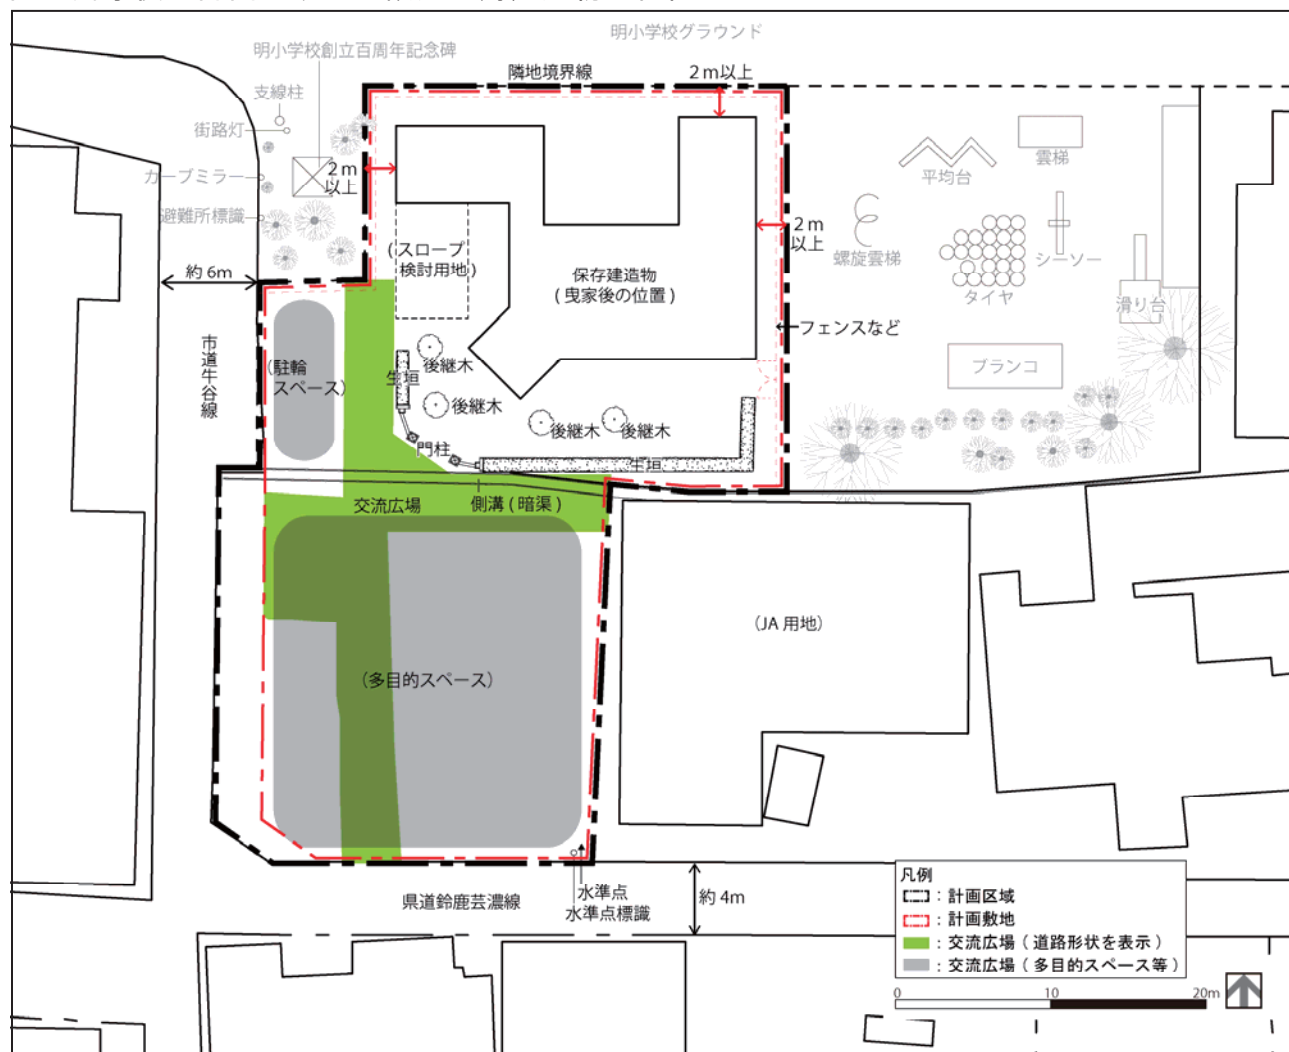 明小学校グラウンド
明小学校創立百周年記念碑
隣地境界線
2m以上
支線柱
街路灯
カーブミラー
2m
以上
避難所標識
平均台
雲梯
2m
以上
螺旋雲梯
タイヤ
シーソー
滑り台
(スロープ
検討用地)
保存建造物
(曳家後の位置)
約6m
フェンスなど
市道牛谷線
(駐輪
スペース)
後継木
生垣
後継木
後継木
後継木
ブランコ
門柱
生垣
交流広場
側溝(暗渠)
(JA用地)
(多目的スペース)
水準点
水準点標識
県道鈴鹿芸濃線
約4m
凡例
:計画区域
:計画敷地
:交流広場(道路形状を表示)
:交流広場(多目的スペース等)
0 10 20m